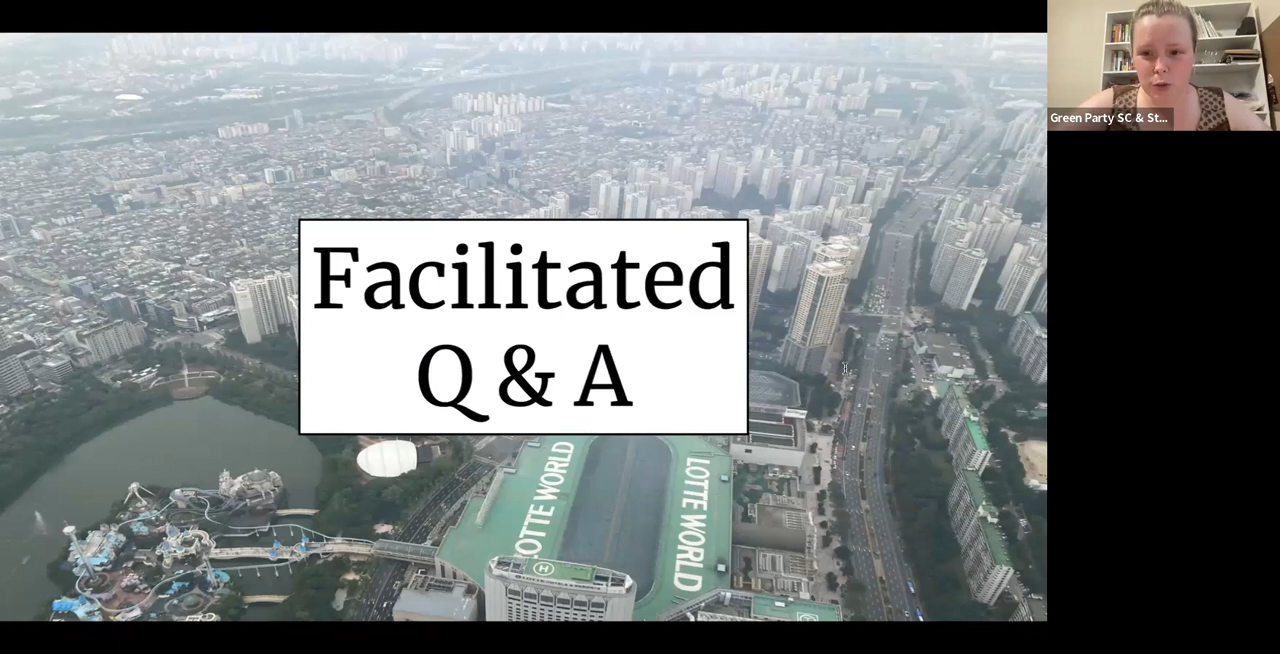 Facilitated
Q & A
LOTTE WORLD
LOTTE WORLD
H
Green Party SC & St...